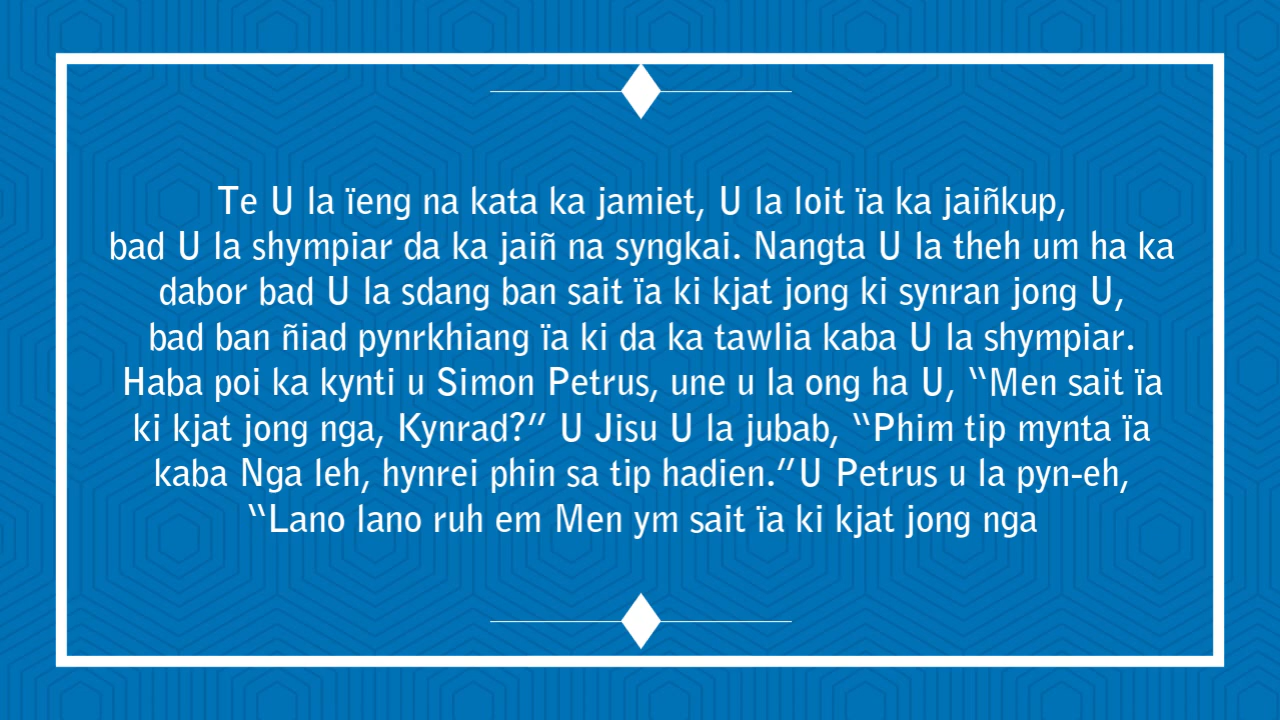 Te U la ïeng na kata ka jamiet, U la loit ïa ka jaiñkup,
bad U la shympiar da ka jaiñ na syngkai. Nangta U la theh um ha ka
dabor bad U la sdang ban sait ïa ki kjat jong ki synran jong U,
bad ban ñiad pynrkhiang ïa ki da ka tawlia kaba U la shympiar.
Haba poi ka kynti u Simon Petrus, une u la ong ha U, “Men sait ïa
ki kjat jong nga, Kynrad?” U Jisu U la jubab, “Phim tip mynta ïa
kaba Nga leh, hynrei phin sa tip hadien.”U Petrus u la pyn-eh,
“Lano lano ruh em Men ym sait ïa ki kjat jong nga